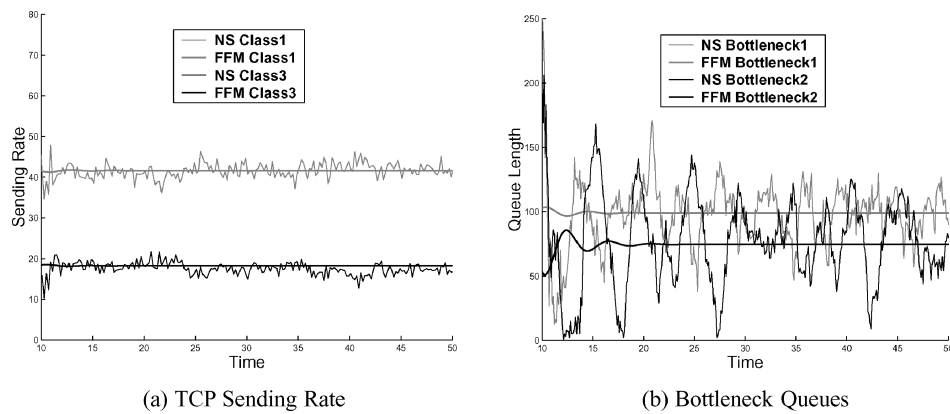 80
70
60
50
40
30
20
10
0
Sending Rate
NS Class1
FFM Class1
NS Class3
FFM Class3
10 15 20 25 30 35 40 45 50
Time
(a) TCP Sending Rate
250
200
150
100
50
0
Queue Length
NS Bottleneck1
FFM Bottleneck1
NS Bottleneck2
FFM Bottleneck2
10 15 20 25 30 35 40 45 50
Time
(b) Bottleneck Queues